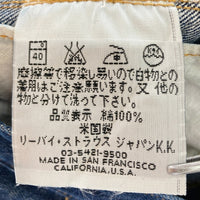 40
摩擦等で移染し易いので白物との
着用はご注意願います。又 他の
物と分けて洗って下さい。
品質表示 綿100%
米国製
リーバイ・ストラウス ジャパンK.K.
03-5421-9500
MADE IN SAN FRANCISCO
CALIFORNIA, U.S.A.